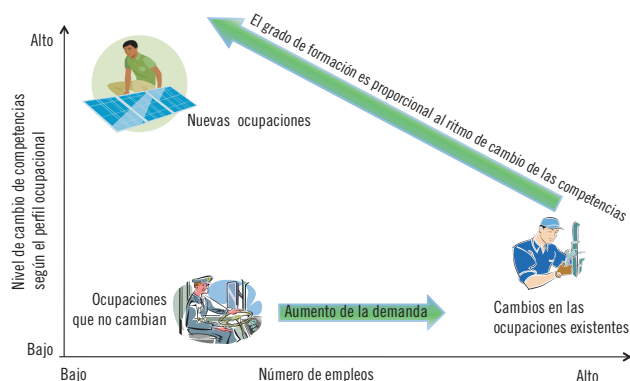 Alto
Nivel de cambio de competencias
según el perfil ocupacional
Bajo
Nuevas ocupaciones
El grado de formación es proporcional al ritmo de cambio de las competencias
Ocupaciones
que no cambian
Aumento de la demanda
Cambios en las
ocupaciones existentes
Bajo
Número de empleos
Alto